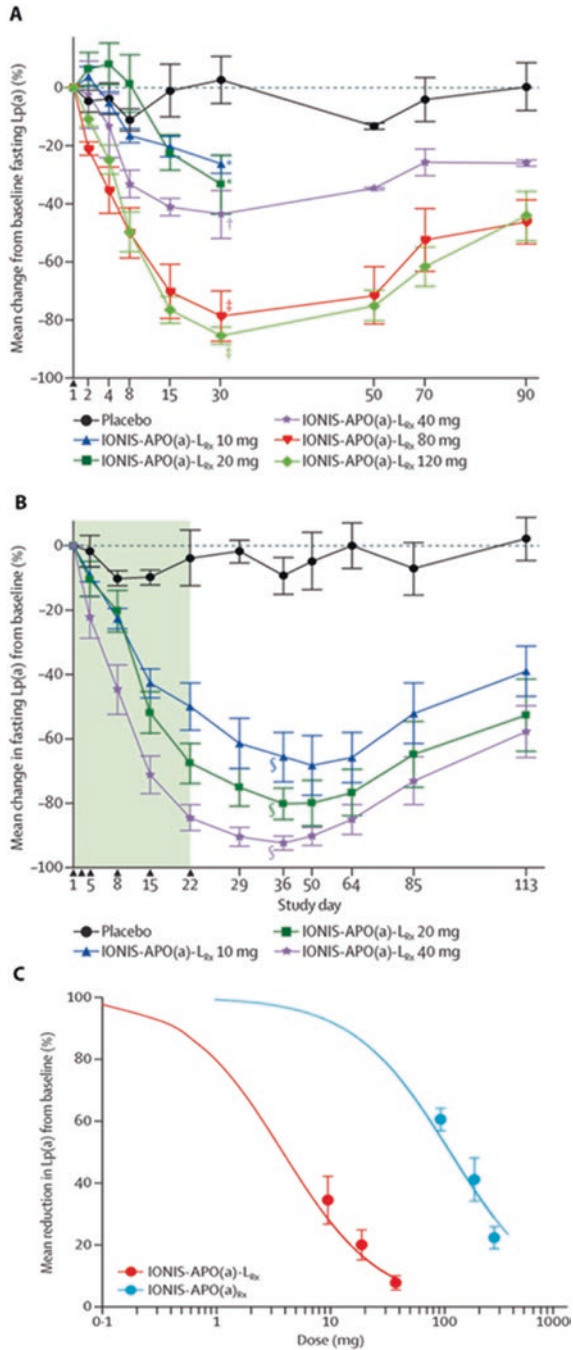 A
Mean change from baseline fasting Lp(a) (%)
20
0
−20
−40
−60
−80
−100
* * † ‡ ‡
1 2 4 8 15 30 50 70 90
Placebo
IONIS-APO(a)-LRx 10 mg
IONIS-APO(a)-LRx 20 mg
IONIS-APO(a)-LRx 40 mg
IONIS-APO(a)-LRx 80 mg
IONIS-APO(a)-LRx 120 mg
B
Mean change in fasting Lp(a) from baseline (%)
0
−20
−40
−60
−80
−100
§ § §
1 5 8 15 22 29 36 50 64 85 113
Study day
Placebo
IONIS-APO(a)-LRx 10 mg
IONIS-APO(a)-LRx 20 mg
IONIS-APO(a)-LRx 40 mg
C
Mean reduction in Lp(a) from baseline (%)
100
80
60
40
20
0
IONIS-APO(a)-LRx
IONIS-APO(a)Rx
0·1 1 10 100 1000
Dose (mg)